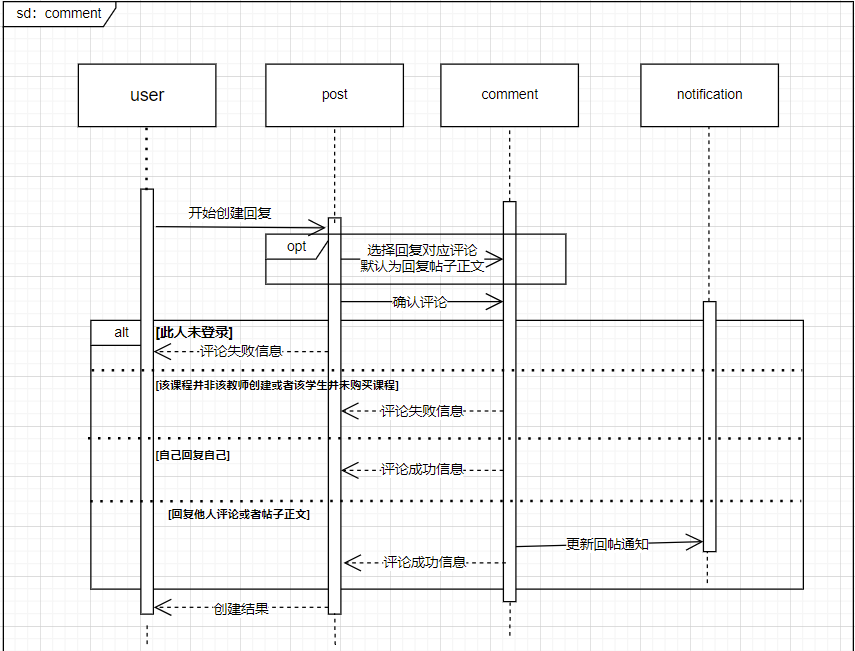 sd: comment
user
post
comment
notification
开始创建回复
opt
选择回复对应评论
默认为回复帖子正文
确认评论
alt
[此人未登录]
评论失败信息
[该课程并非该教师创建或者该学生并未购买课程]
评论失败信息
[自己回复自己]
评论成功信息
[回复他人评论或者帖子正文]
更新回帖通知
评论成功信息
创建结果